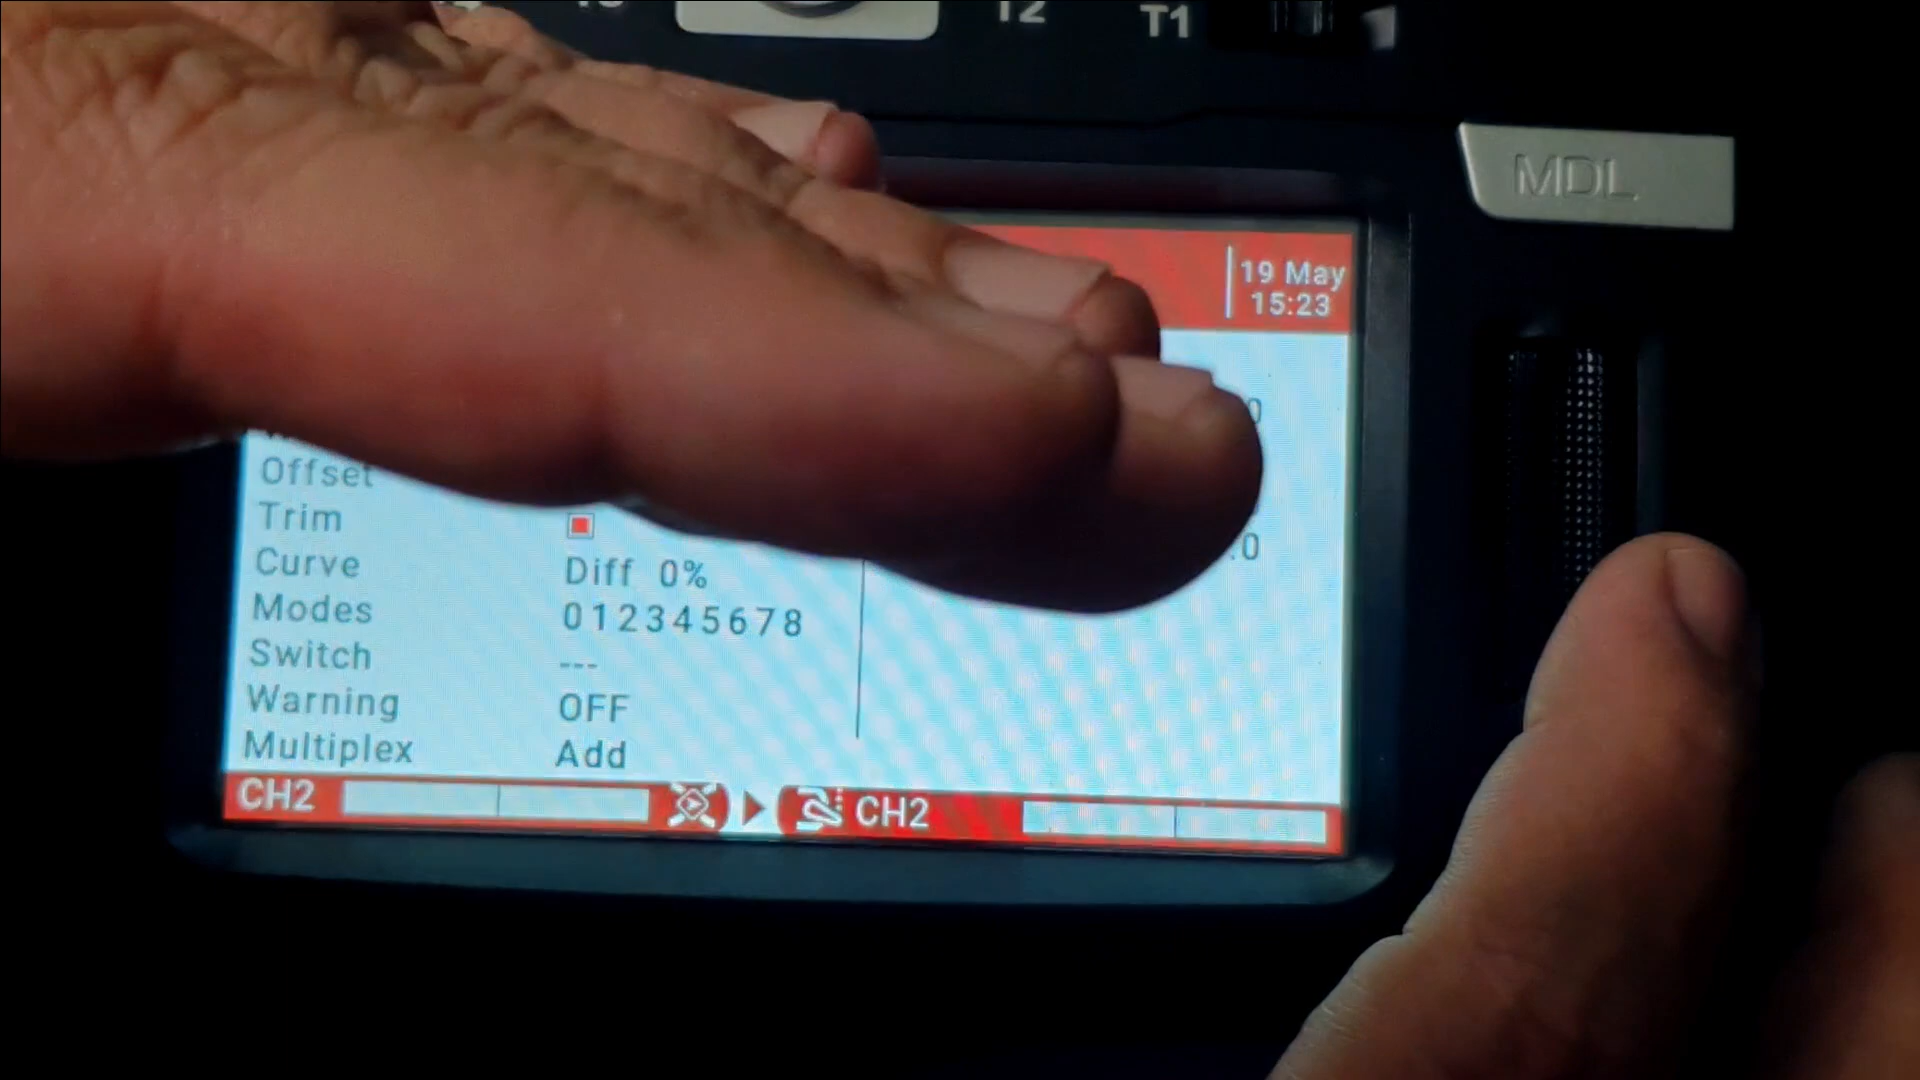 T2
T1
MDL
19 May
15:23
Offset
Trim
Curve Diff 0%
Modes 012345678
Switch ---
Warning OFF
Multiplex Add
CH2 CH2